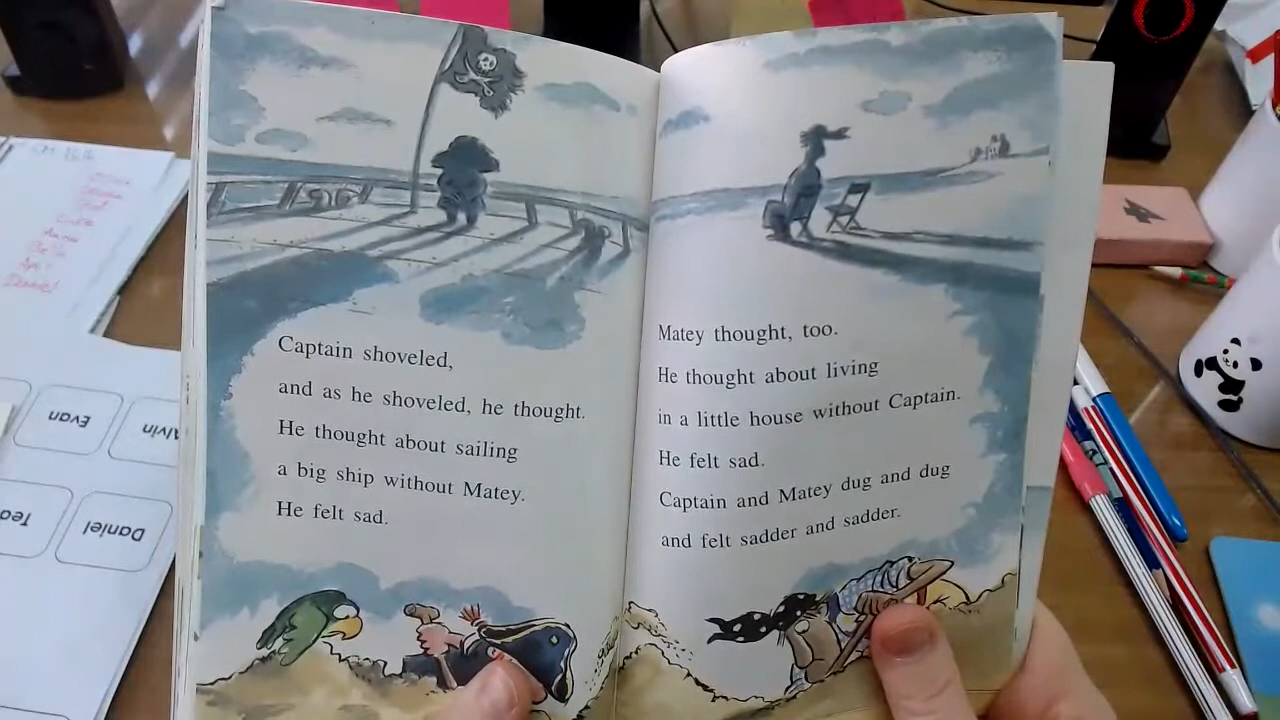 Captain shoveled,
and as he shoveled, he thought.
He thought about sailing
a big ship without Matey.
He felt sad.
Matey thought, too.
He thought about living
in a little house without Captain.
He felt sad.
Captain and Matey dug and dug
and felt sadder and sadder.
Evan
Daniel